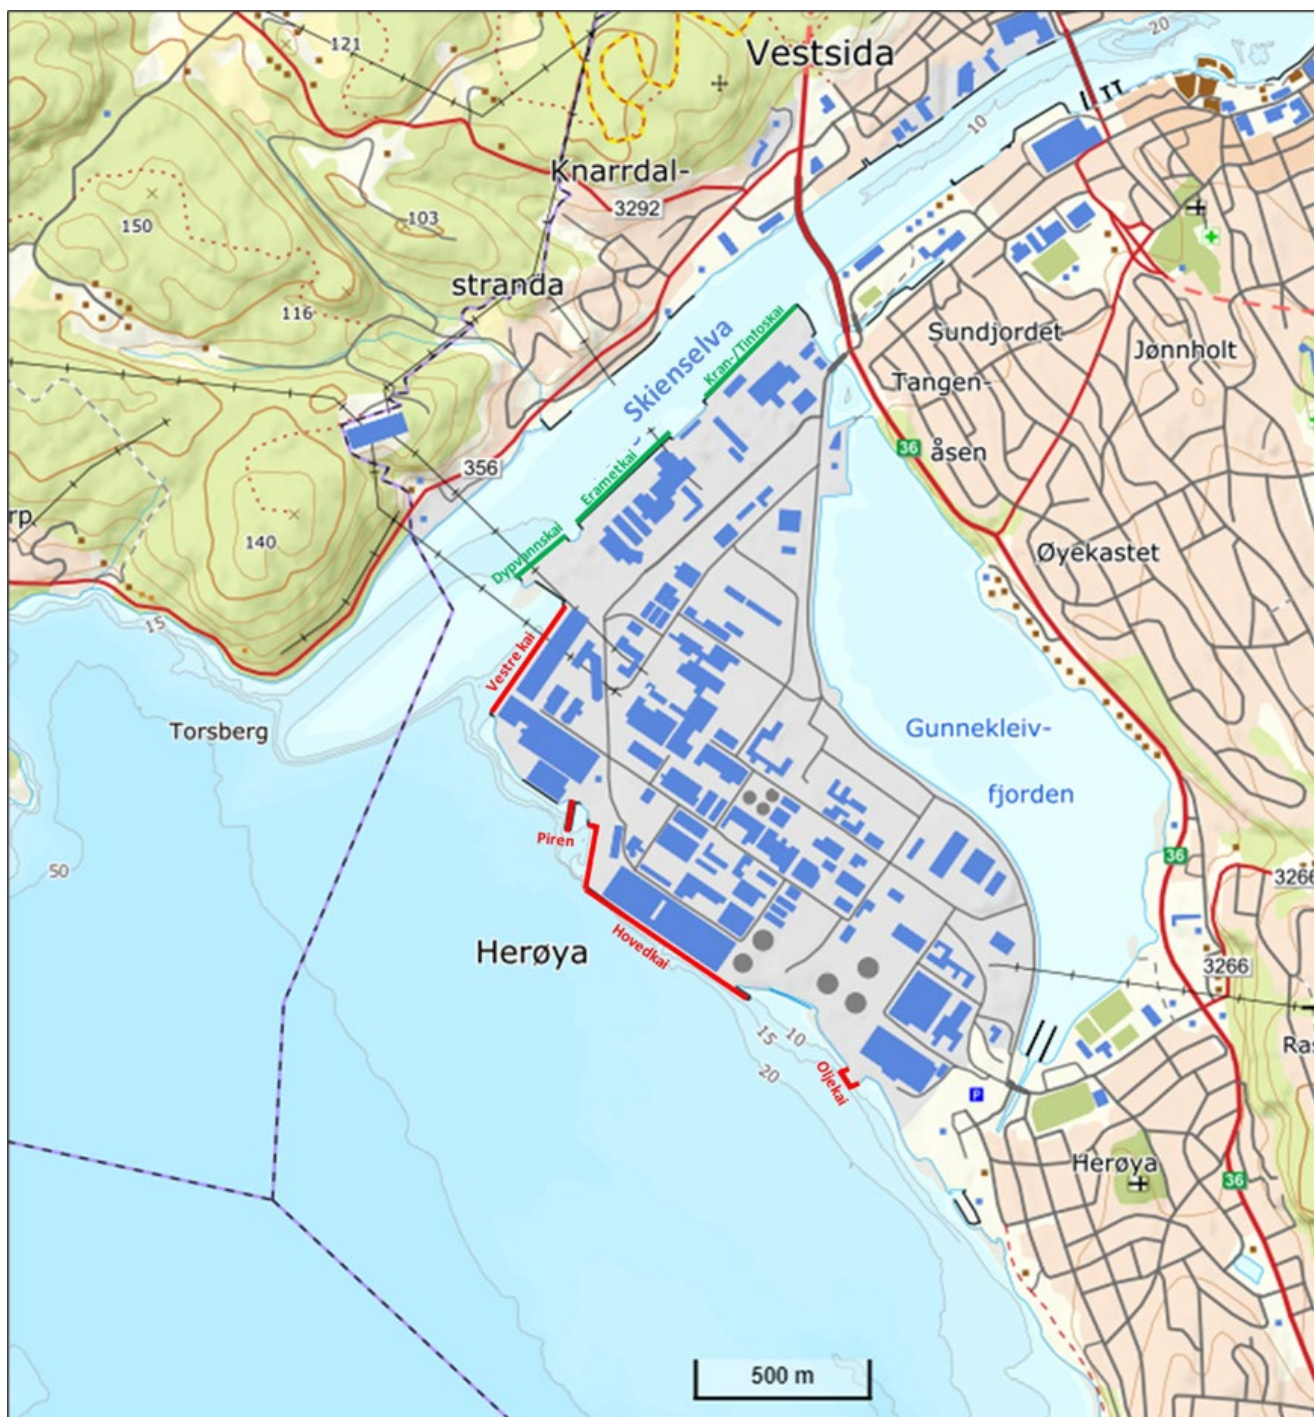 121
Vestsida
20
10
Knarrdal-
3292
150
103
stranda
116
Skienselva
Kran-/Tinfoskai
Sundjordet
Jønnholt
Tangen-
36
åsen
356
Erametkai
rp
140
Dypvannskai
Øyekastet
15
Vestre kai
Torsberg
Gunnekleiv-
fjorden
Piren
36
50
3266
Hovedkai
Herøya
3266
10
15
20
Ras
Oljekai
P
Herøya
36
500 m